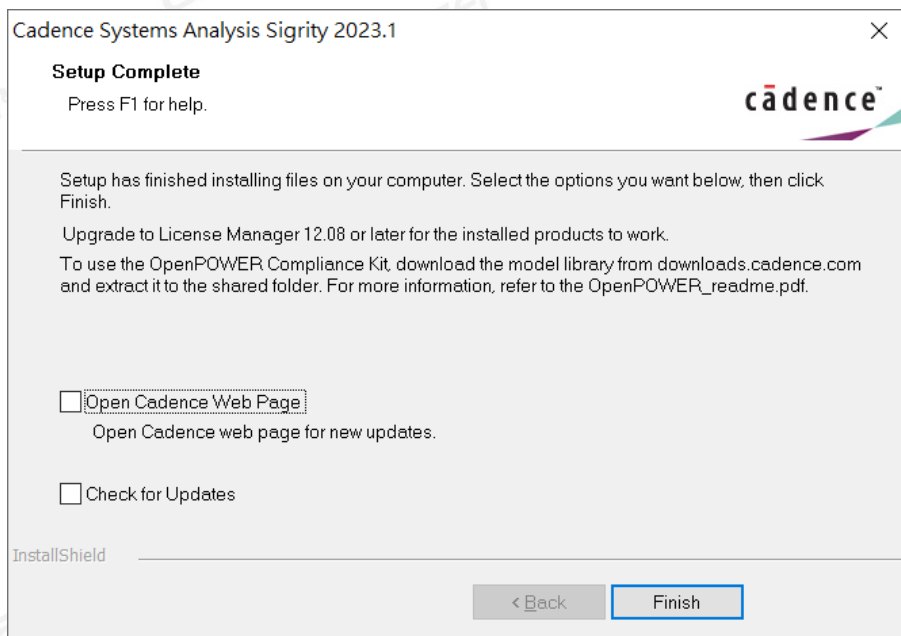 Cadence Systems Analysis Sigrity 2023.1
Setup Complete
Press F1 for help.
cādence™
Setup has finished installing files on your computer. Select the options you want below, then click
Finish.
Upgrade to License Manager 12.08 or later for the installed products to work.
To use the OpenPOWER Compliance Kit, download the model library from downloads.cadence.com
and extract it to the shared folder. For more information, refer to the OpenPOWER_readme.pdf.
Open Cadence Web Page
Open Cadence web page for new updates.
Check for Updates
InstallShield
< Back
Finish